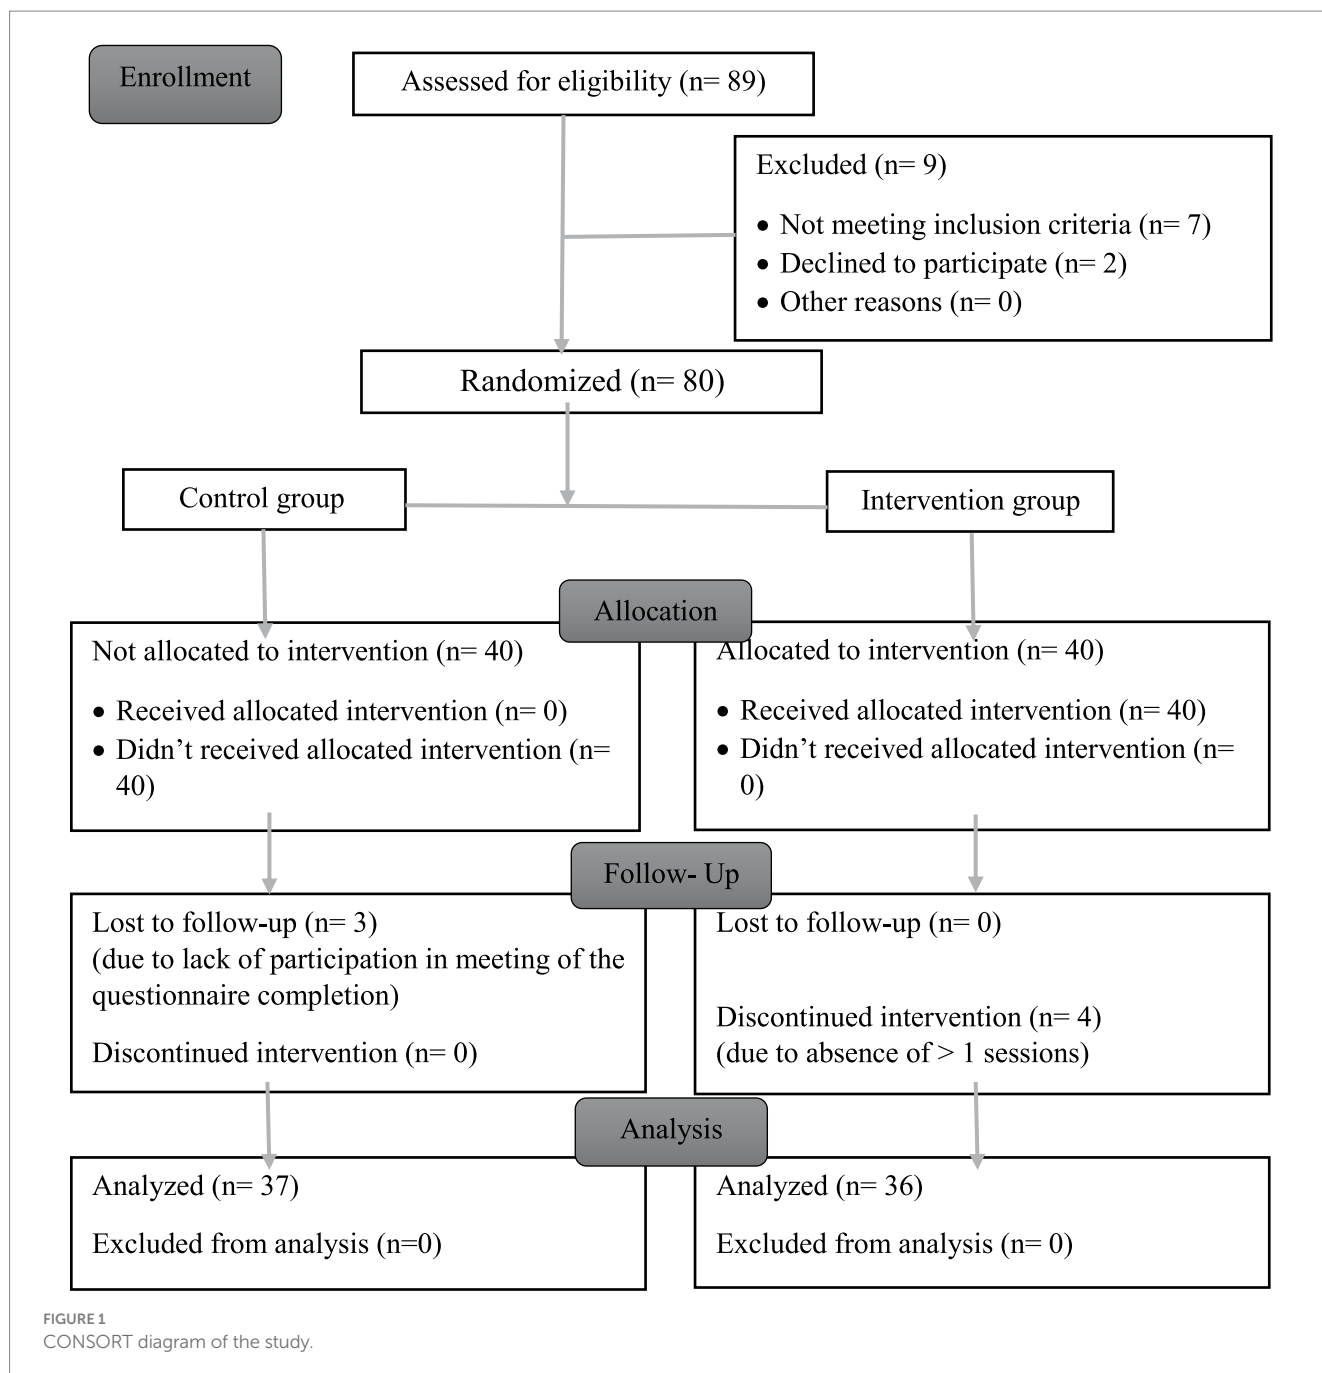 Enrollment
Assessed for eligibility (n= 89)
Excluded (n= 9)
• Not meeting inclusion criteria (n= 7)
• Declined to participate (n= 2)
• Other reasons (n= 0)
Randomized (n= 80)
Control group
Intervention group
Allocation
Not allocated to intervention (n= 40)
• Received allocated intervention (n= 0)
• Didn’t received allocated intervention (n=
40)
Allocated to intervention (n= 40)
• Received allocated intervention (n= 40)
• Didn’t received allocated intervention (n=
0)
Follow- Up
Lost to follow-up (n= 3)
(due to lack of participation in meeting of the
questionnaire completion)
Discontinued intervention (n= 0)
Lost to follow-up (n= 0)
Discontinued intervention (n= 4)
(due to absence of > 1 sessions)
Analysis
Analyzed (n= 37)
Excluded from analysis (n=0)
Analyzed (n= 36)
Excluded from analysis (n= 0)
FIGURE 1
CONSORT diagram of the study.